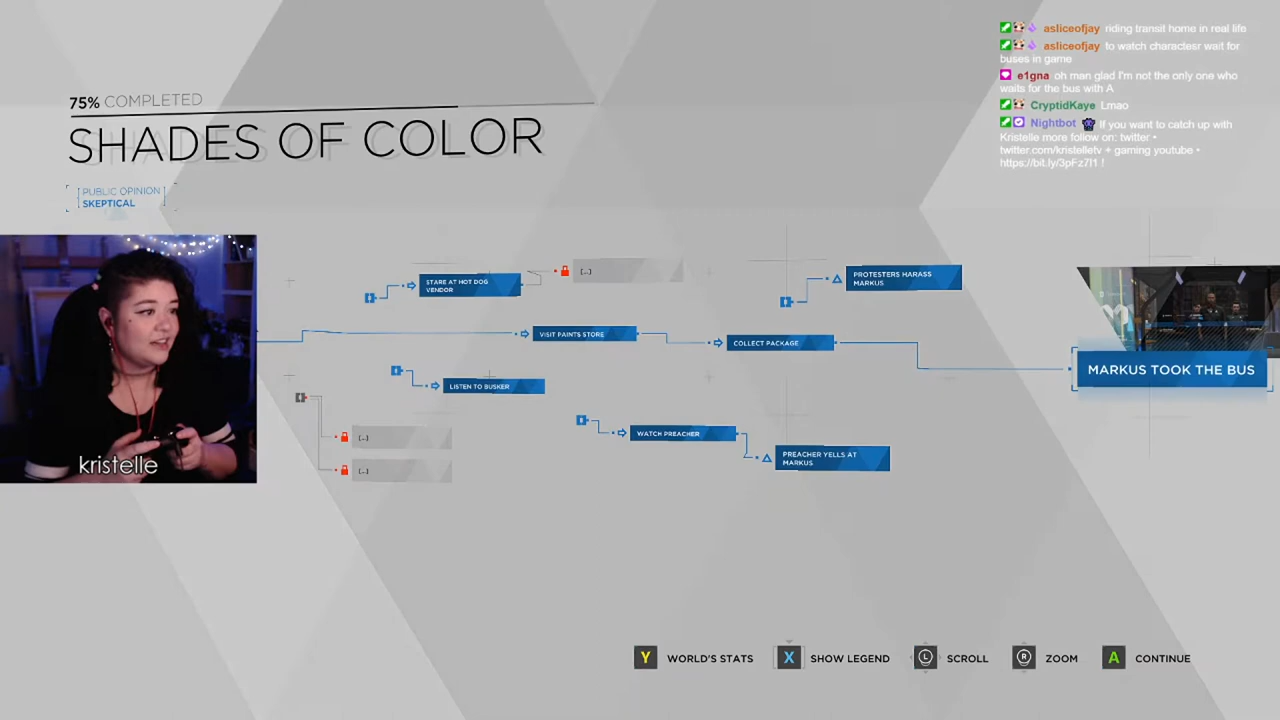 75% COMPLETED
SHADES OF COLOR
PUBLIC OPINION
SKEPTICAL
asliceofjay riding transit home in real life
asliceofjay to watch charactesr wait for
buses in game
e1gna oh man glad I'm not the only one who
waits for the bus with A
CryptidKaye Lmao
Nightbot If you want to catch up with
Kristelle more follow on: twitter •
twitter.com/kristelletv + gaming youtube •
https://bit.ly/3pFz7l1 !
STARE AT HOT DOG
VENDOR
[...]
PROTESTERS HARASS
MARKUS
VISIT PAINTS STORE
COLLECT PACKAGE
MARKUS TOOK THE BUS
LISTEN TO BUSKER
WATCH PREACHER
[...]
PREACHER YELLS AT
MARKUS
[...]
kristelle
Y WORLD'S STATS X SHOW LEGEND L SCROLL R ZOOM A CONTINUE